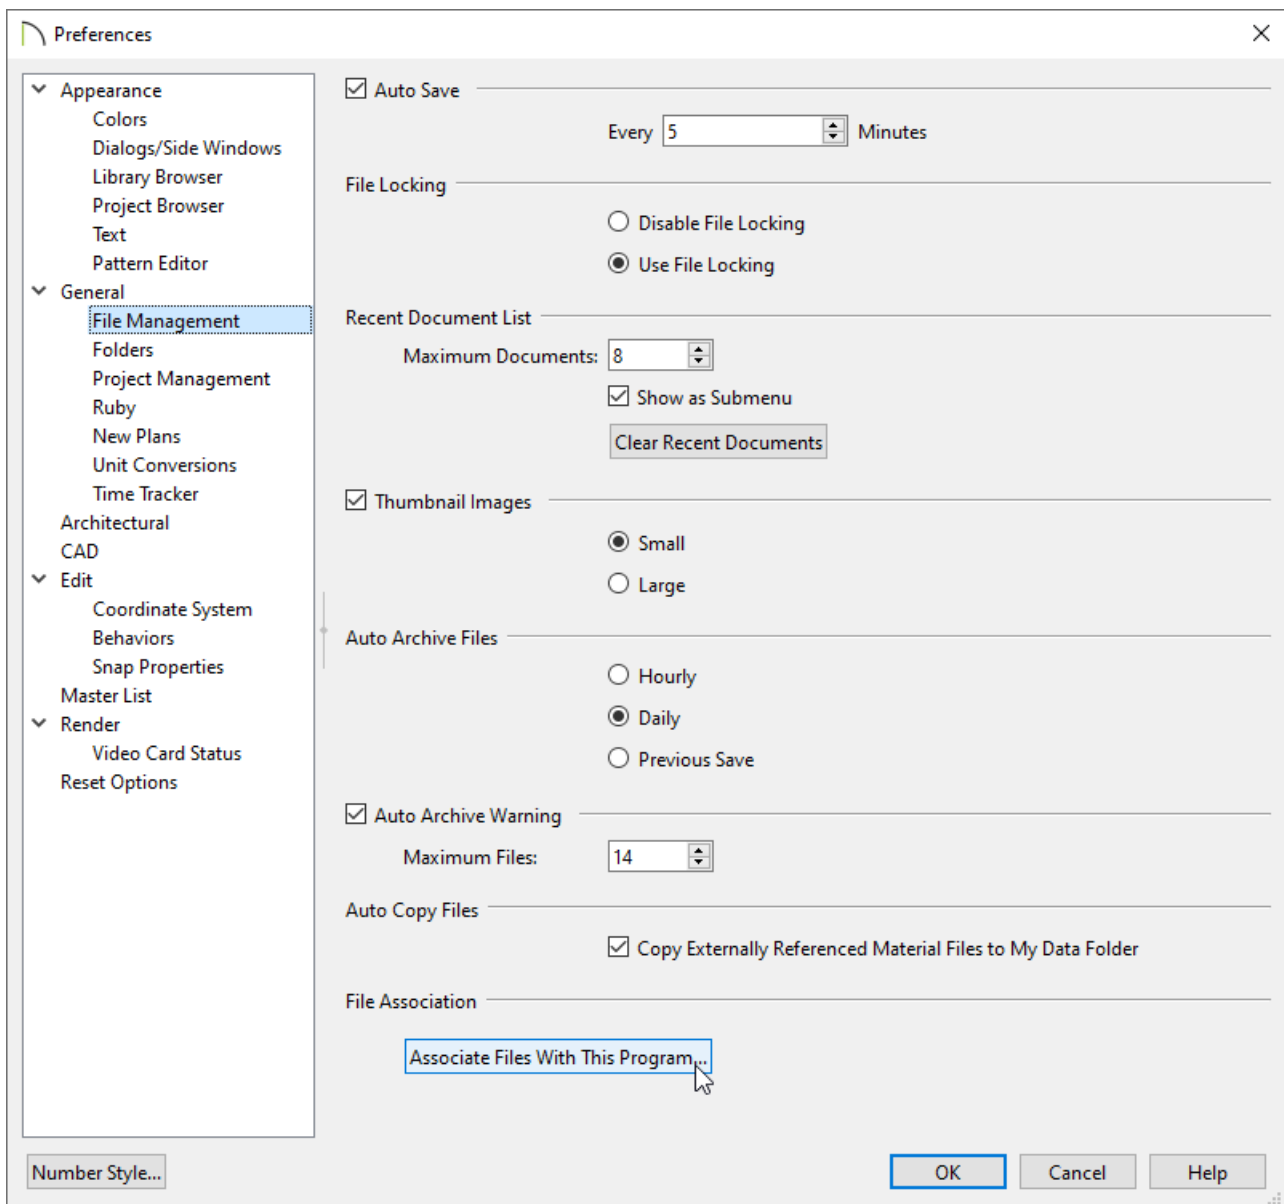 Preferences
Appearance
Colors
Dialogs/Side Windows
Library Browser
Project Browser
Text
Pattern Editor
General
File Management
Folders
Project Management
Ruby
New Plans
Unit Conversions
Time Tracker
Architectural
CAD
Edit
Coordinate System
Behaviors
Snap Properties
Master List
Render
Video Card Status
Reset Options
Auto Save
Every 5 Minutes
File Locking
Disable File Locking
Use File Locking
Recent Document List
Maximum Documents: 8
Show as Submenu
Clear Recent Documents
Thumbnail Images
Small
Large
Auto Archive Files
Hourly
Daily
Previous Save
Auto Archive Warning
Maximum Files: 14
Auto Copy Files
Copy Externally Referenced Material Files to My Data Folder
File Association
Associate Files With This Program...
Number Style...
OK
Cancel
Help